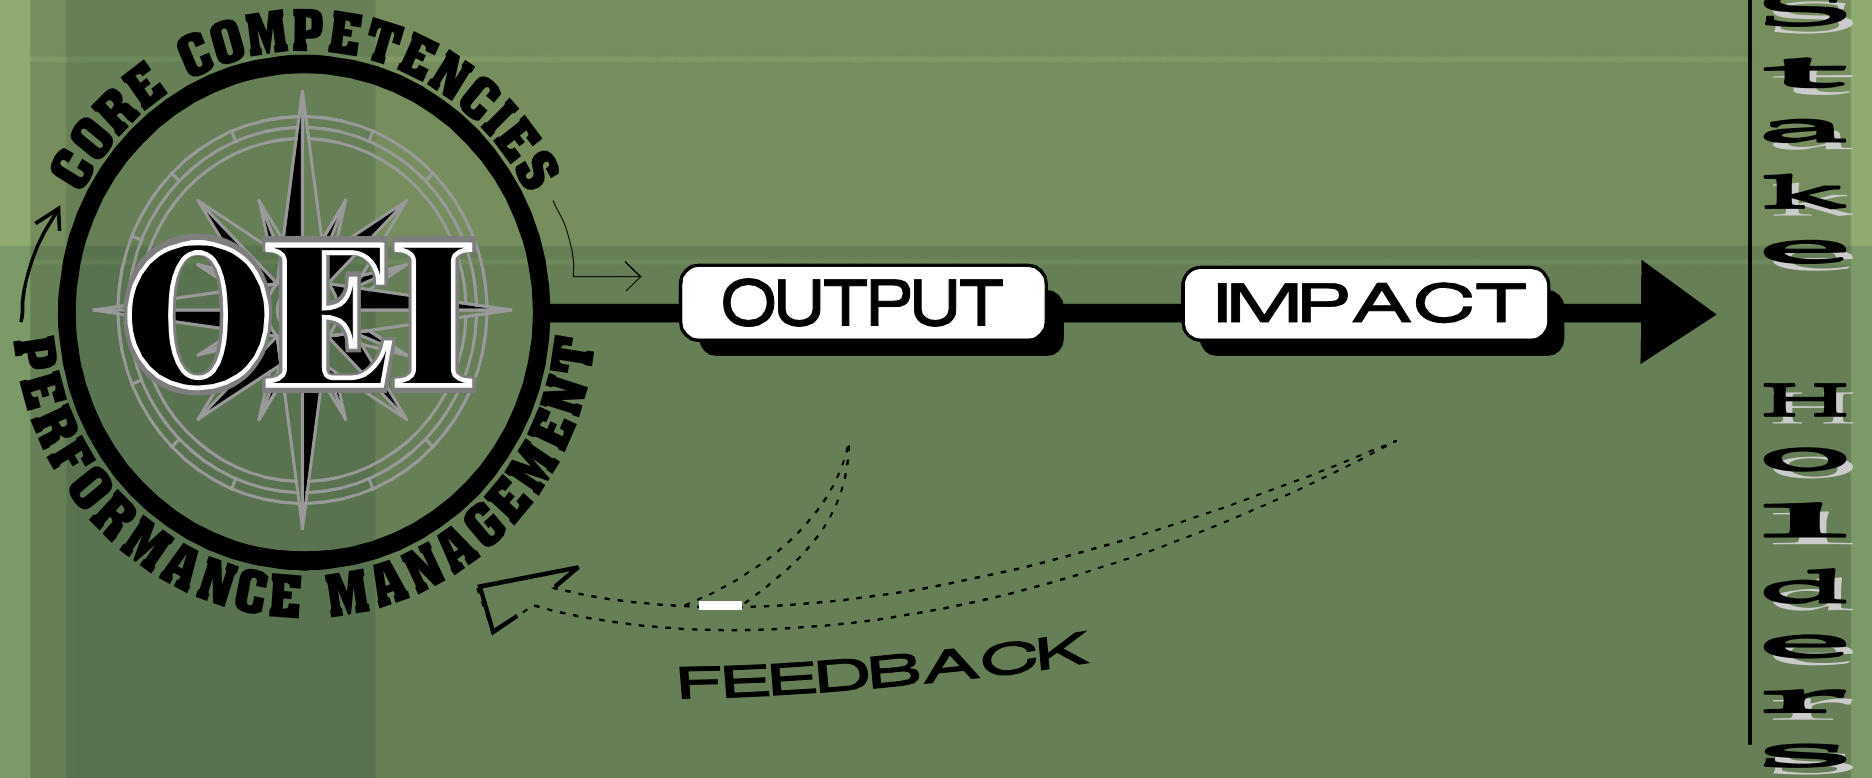 CORE COMPETENCIES
OEI
PERFORMANCE MANAGEMENT
OUTPUT
IMPACT
FEEDBACK
Stake Holders